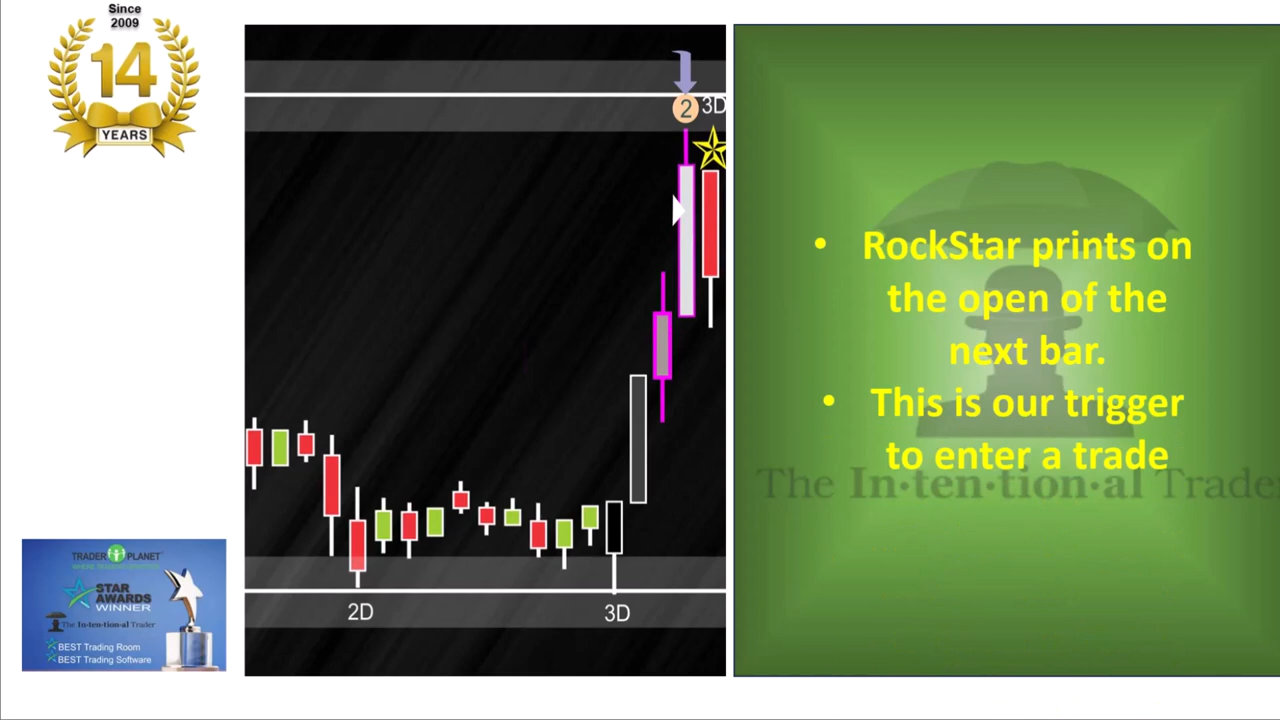 Since
2009
14
YEARS
2
3D
2D
3D
• RockStar prints on
the open of the
next bar.
• This is our trigger
to enter a trade
The In·ten·tion·al Trade
TRADER PLANET
STAR
AWARDS
WINNER
The In·ten·tion·al Trader
BEST Trading Room
BEST Trading Software